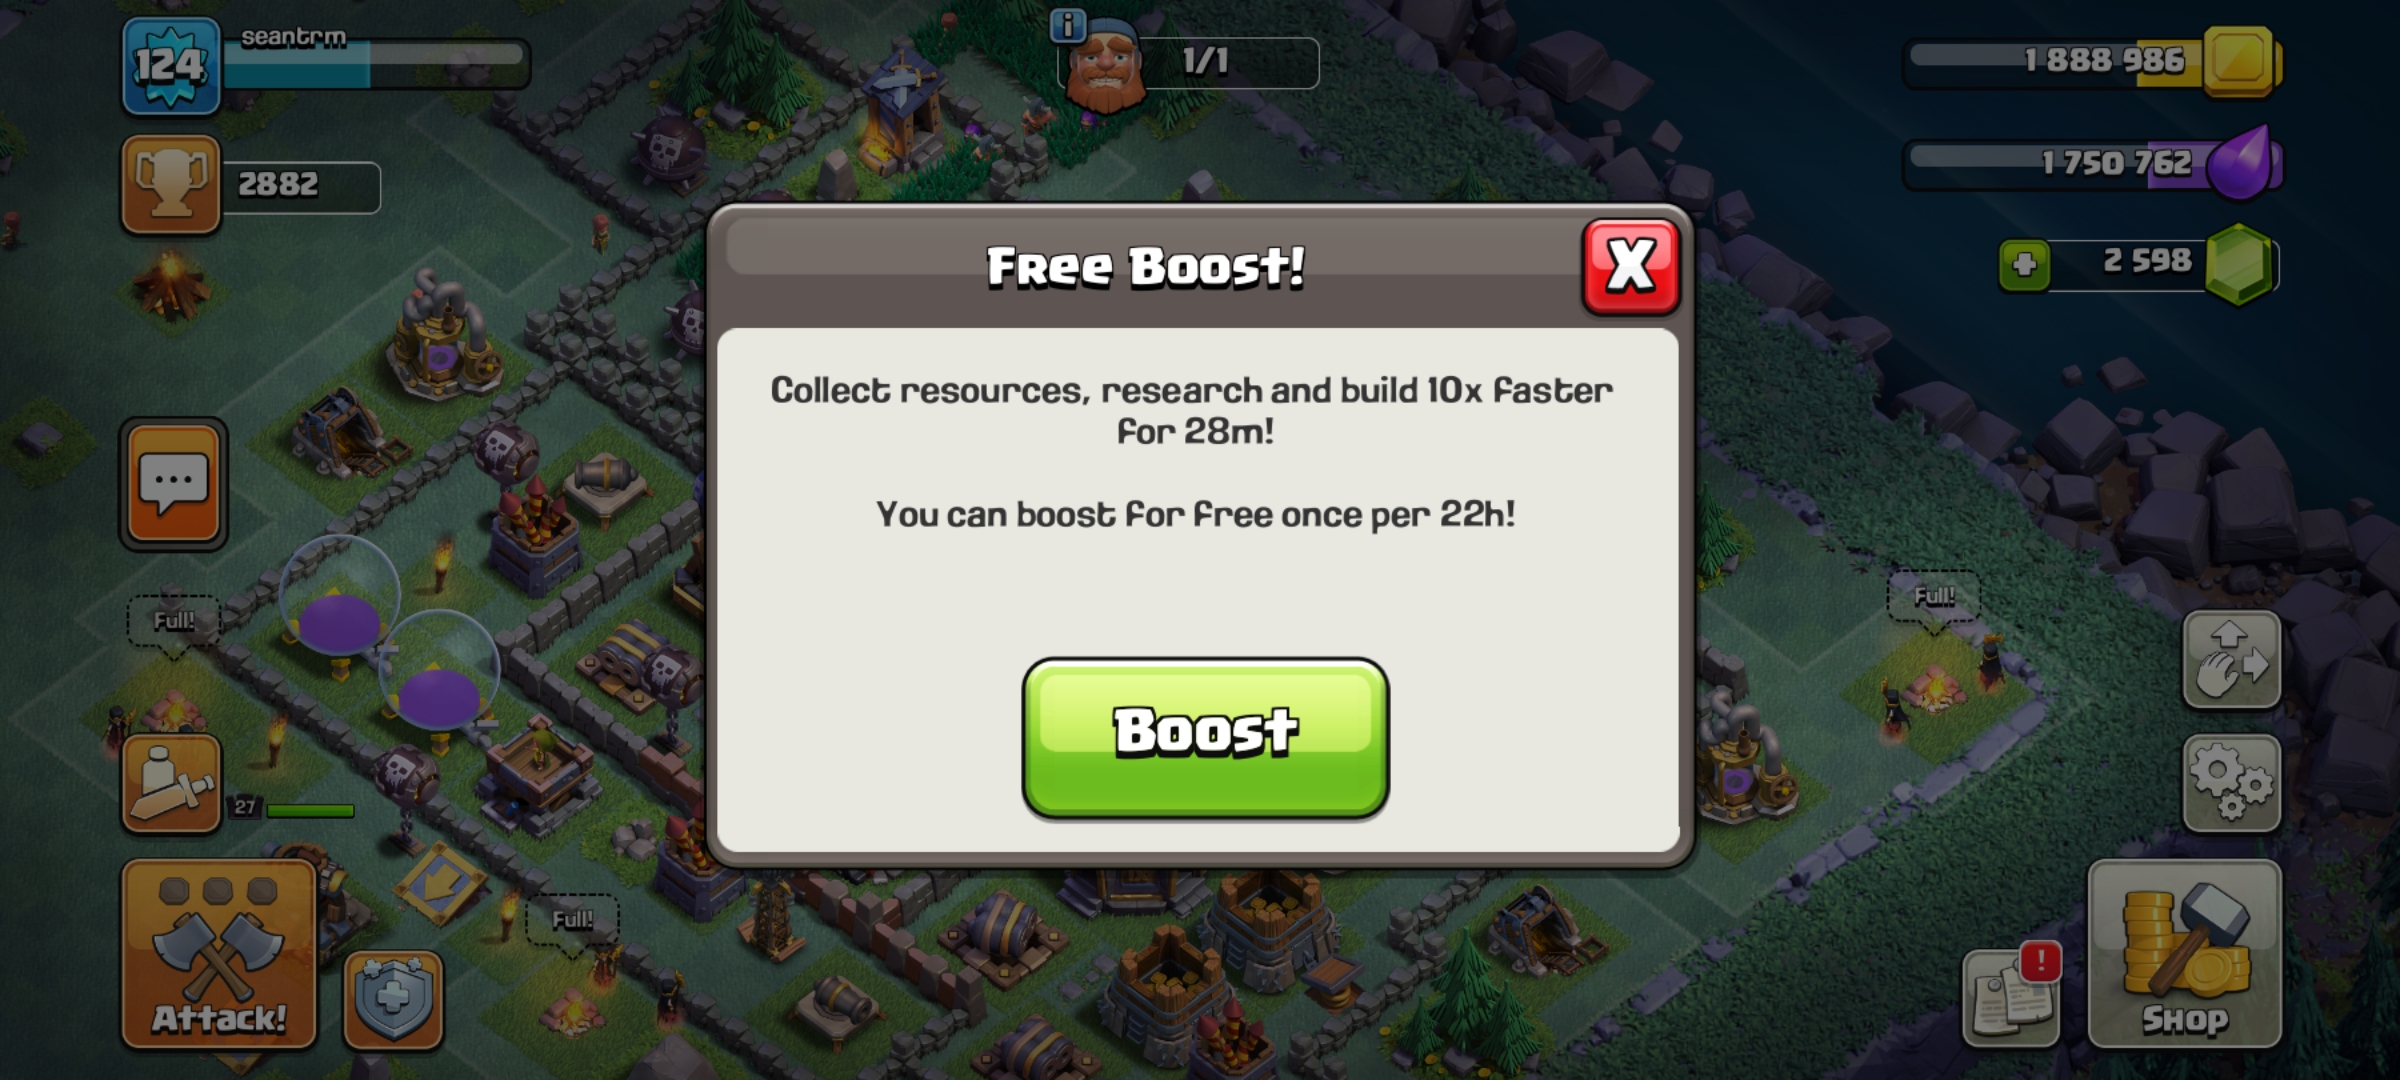 124
seantrm
1/1
1 888 986
2882
1 750 762
2 598
Free Boost!
X
Collect resources, research and build 10x faster
for 28m!
You can boost for free once per 22h!
Full!
Full!
Boost
27
Full!
Attack!
!
Shop